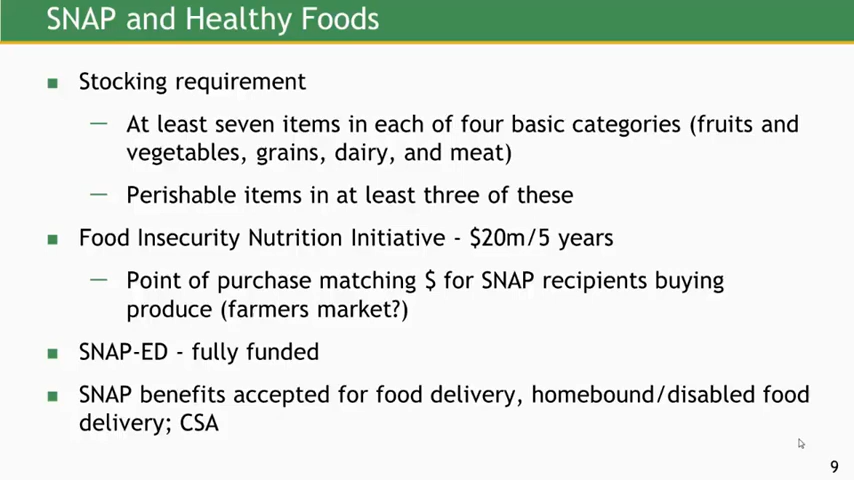 SNAP and Healthy Foods
Stocking requirement
— At least seven items in each of four basic categories (fruits and
vegetables, grains, dairy, and meat)
— Perishable items in at least three of these
Food Insecurity Nutrition Initiative - $20m/5 years
— Point of purchase matching $ for SNAP recipients buying
produce (farmers market?)
SNAP-ED - fully funded
SNAP benefits accepted for food delivery, homebound/disabled food
delivery; CSA
9